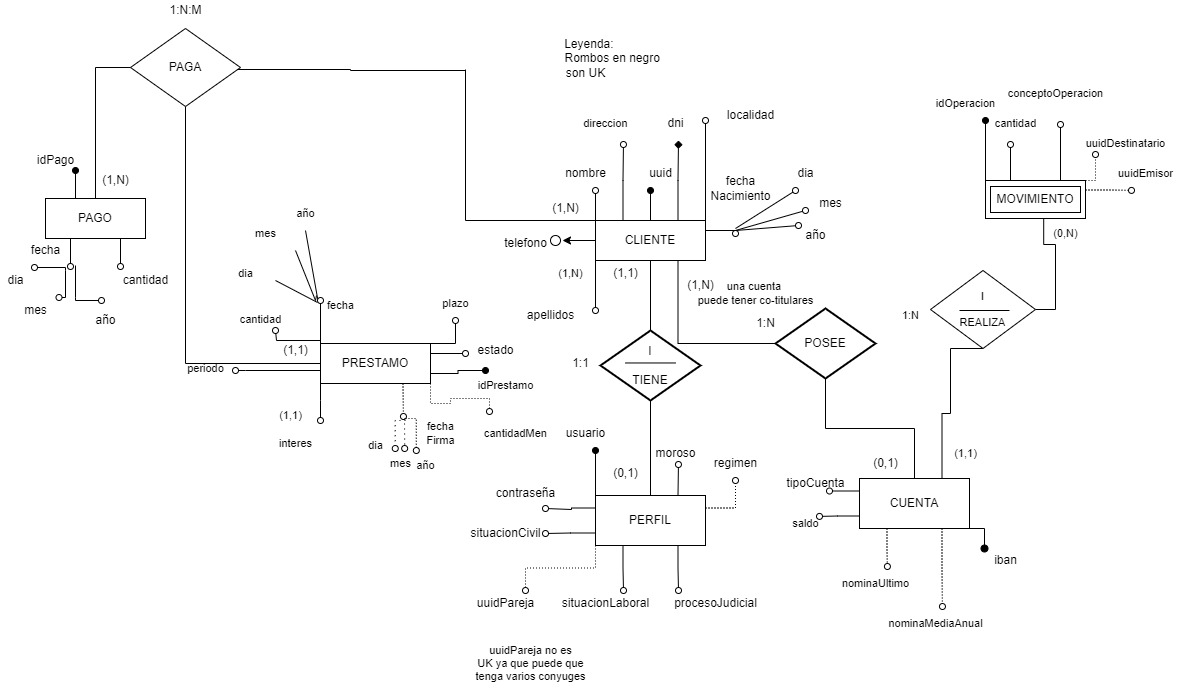 1:N:M
PAGA
Leyenda:
Rombos en negro
son UK
idPago
(1,N)
PAGO
fecha
dia
mes
año
cantidad
año
mes
dia
fecha
cantidad
plazo
(1,1)
PRESTAMO
estado
periodo
idPrestamo
(1,1)
interes
fecha
Firma
dia
mes
año
cantidadMen
direccion
dni
localidad
nombre
uuid
fecha
Nacimiento
dia
mes
año
(1,N)
CLIENTE
telefono
(1,N)
(1,1)
(1,N)
apellidos
una cuenta
puede tener co-titulares
1:N
POSEE
1:1
I
TIENE
usuario
(0,1)
moroso
regimen
contraseña
PERFIL
situacionCivil
uuidPareja
situacionLaboral
procesoJudicial
uuidPareja no es
UK ya que puede que
tenga varios conyuges
conceptoOperacion
idOperacion
cantidad
uuidDestinatario
uuidEmisor
MOVIMIENTO
(0,N)
I
1:N
REALIZA
(0,1)
(1,1)
tipoCuenta
CUENTA
saldo
iban
nominaUltimo
nominaMediaAnual